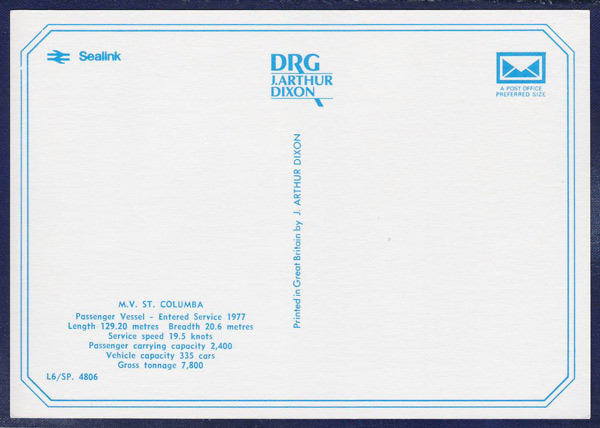 Sealink
DRG
J.ARTHUR
DIXON
A POST OFFICE
PREFERRED SIZE
Printed in Great Britain by J. ARTHUR DIXON
M.V. ST. COLUMBA
Passenger Vessel - Entered Service 1977
Length 129.20 metres Breadth 20.6 metres
Service speed 19.5 knots
Passenger carrying capacity 2,400
Vehicle capacity 335 cars
Gross tonnage 7,800
L6/SP. 4806